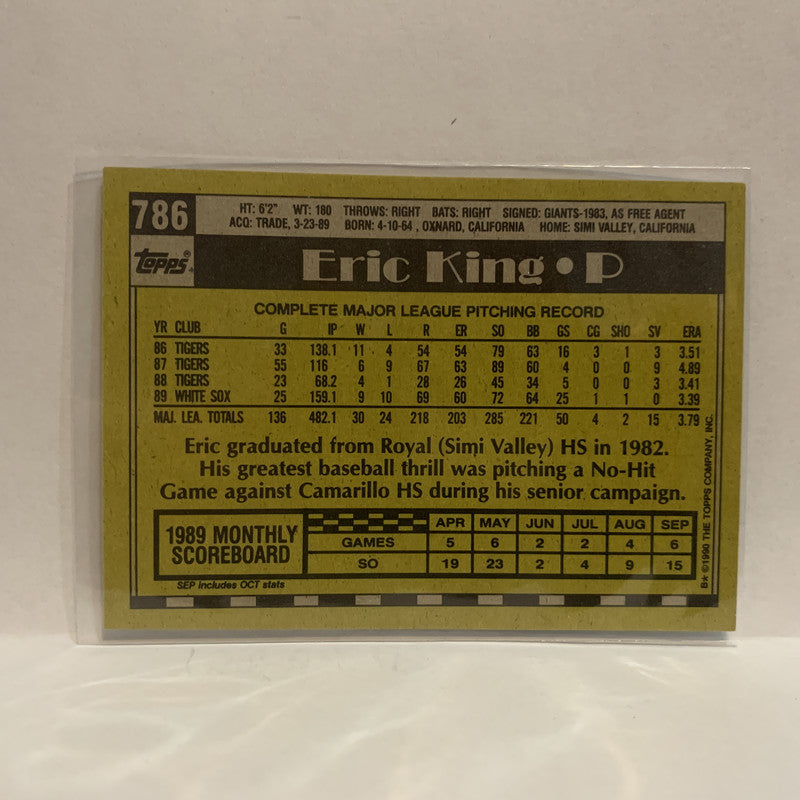 786
HT: 6'2" WT: 180 THROWS: RIGHT BATS: RIGHT SIGNED: GIANTS-1983, AS FREE AGENT
ACQ: TRADE, 3-23-89 BORN: 4-10-64 , OXNARD, CALIFORNIA HOME: SIMI VALLEY, CALIFORNIA
topps
Eric King • P
COMPLETE MAJOR LEAGUE PITCHING RECORD
YR CLUB G IP W L R ER SO BB GS CG SHO SV ERA
86 TIGERS 33 138.1 11 4 54 54 79 63 16 3 1 3 3.51
87 TIGERS 55 116 6 9 67 63 89 60 4 0 0 9 4.89
88 TIGERS 23 68.2 4 1 28 26 45 34 5 0 0 3 3.41
89 WHITE SOX 25 159.1 9 10 69 60 72 64 25 1 1 0 3.39
MAJ. LEA. TOTALS 136 482.1 30 24 218 203 285 221 50 4 2 15 3.79
Eric graduated from Royal (Simi Valley) HS in 1982.
His greatest baseball thrill was pitching a No-Hit
Game against Camarillo HS during his senior campaign.
1989 MONTHLY
SCOREBOARD
APR MAY JUN JUL AUG SEP
GAMES 5 6 2 2 4 6
SO 19 23 2 4 9 15
SEP includes OCT stats
B* ©1990 THE TOPPS COMPANY, INC.